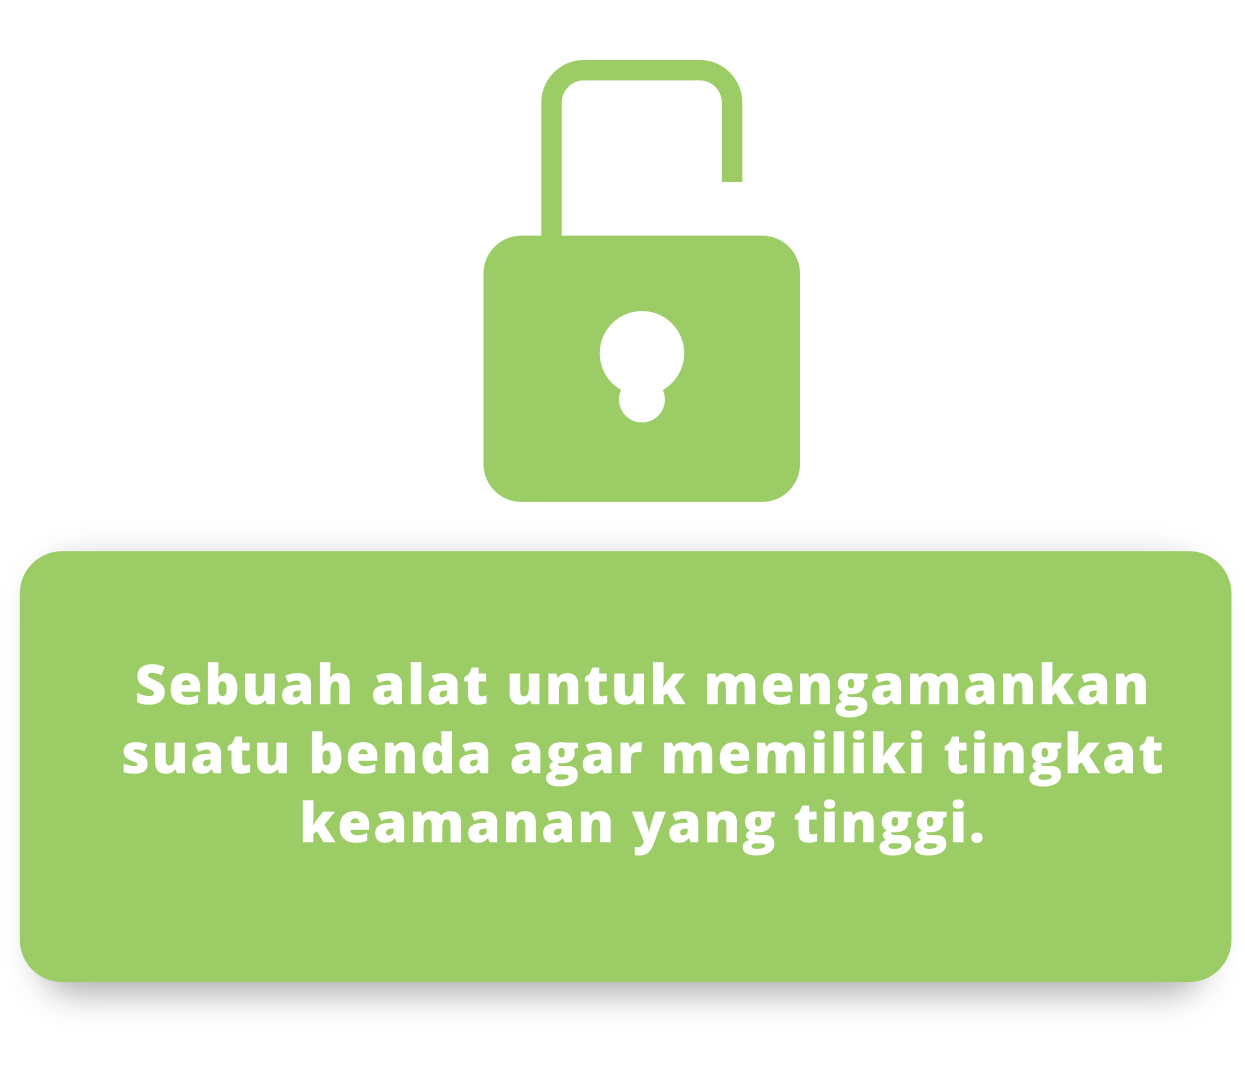 Sebuah alat untuk mengamankan
suatu benda agar memiliki tingkat
keamanan yang tinggi.